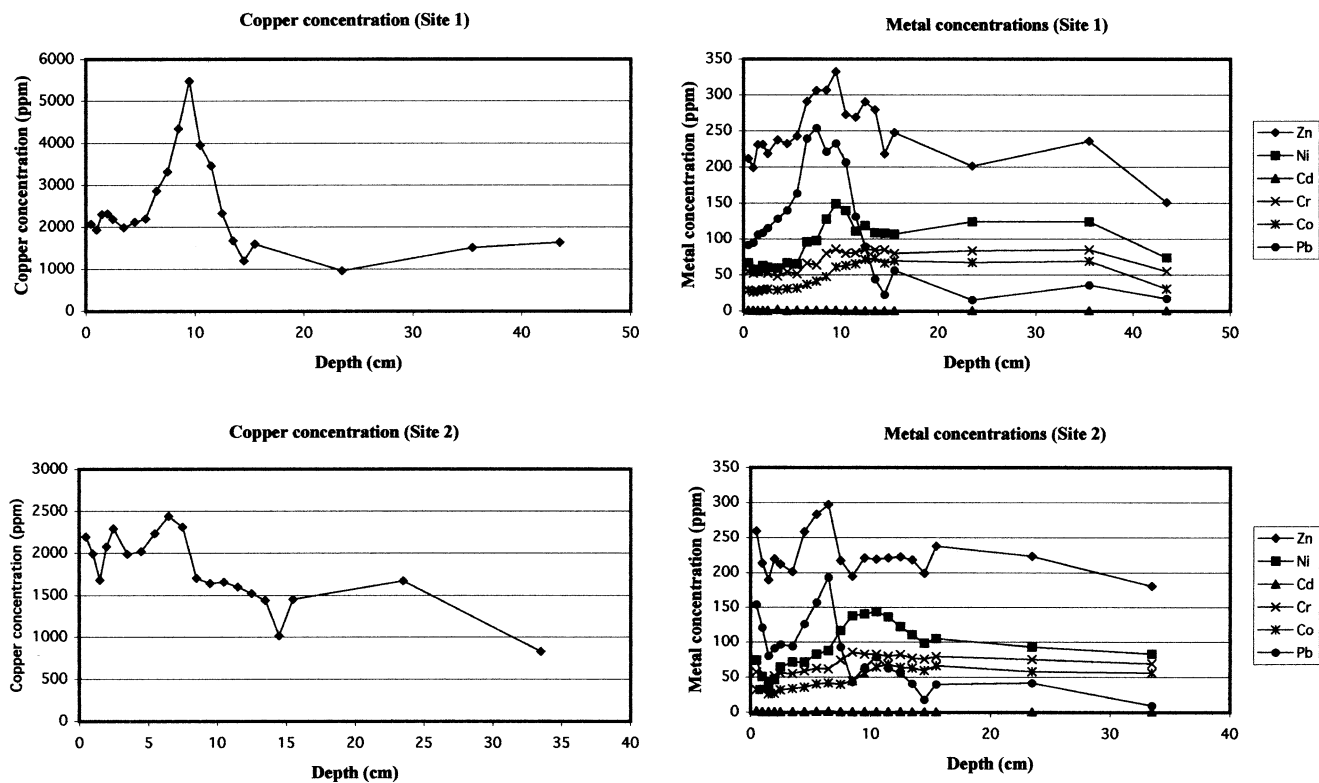 Copper concentration (Site 1)
Copper concentration (ppm)
6000
5000
4000
3000
2000
1000
0
0 10 20 30 40 50
Depth (cm)
Metal concentrations (Site 1)
Metal concentration (ppm)
350
300
250
200
150
100
50
0
0 10 20 30 40 50
Depth (cm)
Zn
Ni
Cd
Cr
Co
Pb
Copper concentration (Site 2)
Copper concentration (ppm)
3000
2500
2000
1500
1000
500
0
0 5 10 15 20 25 30 35 40
Depth (cm)
Metal concentrations (Site 2)
Metal concentration (ppm)
350
300
250
200
150
100
50
0
0 10 20 30 40
Depth (cm)
Zn
Ni
Cd
Cr
Co
Pb